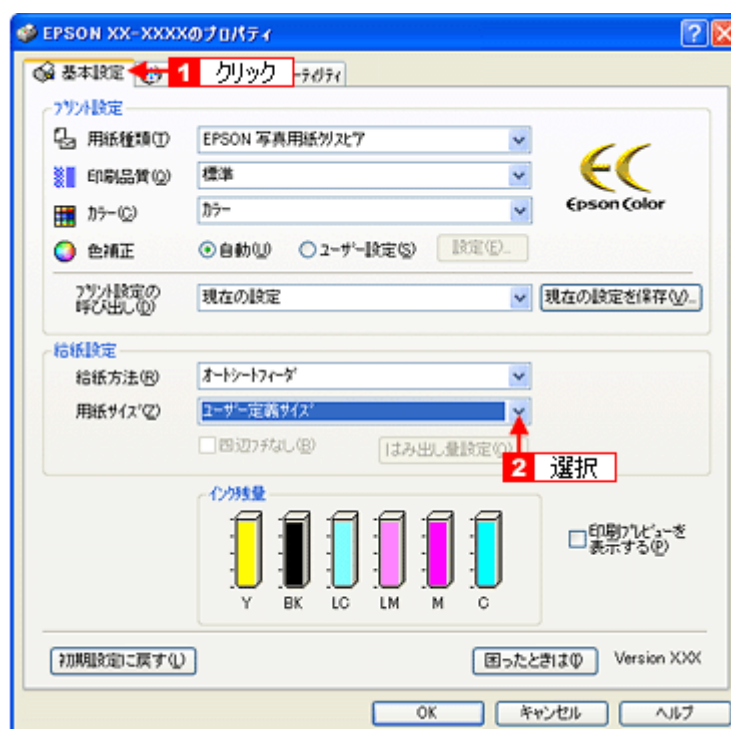 EPSON XX-XXXXのプロパティ
基本設定
1 クリック
ーティリティ
プリント設定
用紙種類(T)
EPSON 写真用紙クリスピア
印刷品質(Q)
標準
カラー(C)
カラー
Epson Color
色補正
自動(U)
ユーザー設定(S)
設定(E)...
プリント設定の
呼び出し(D)
現在の設定
現在の設定を保存(V)...
給紙設定
給紙方法(R)
オートシートフィーダ
用紙サイズ(Z)
ユーザー定義サイズ
四辺フチなし(B)
はみ出し量設定(O)
2 選択
インク残量
Y BK LC LM M C
印刷プレビューを
表示する(P)
初期設定に戻す(L)
困ったときは(I)
Version X.XX
OK
キャンセル
ヘルプ